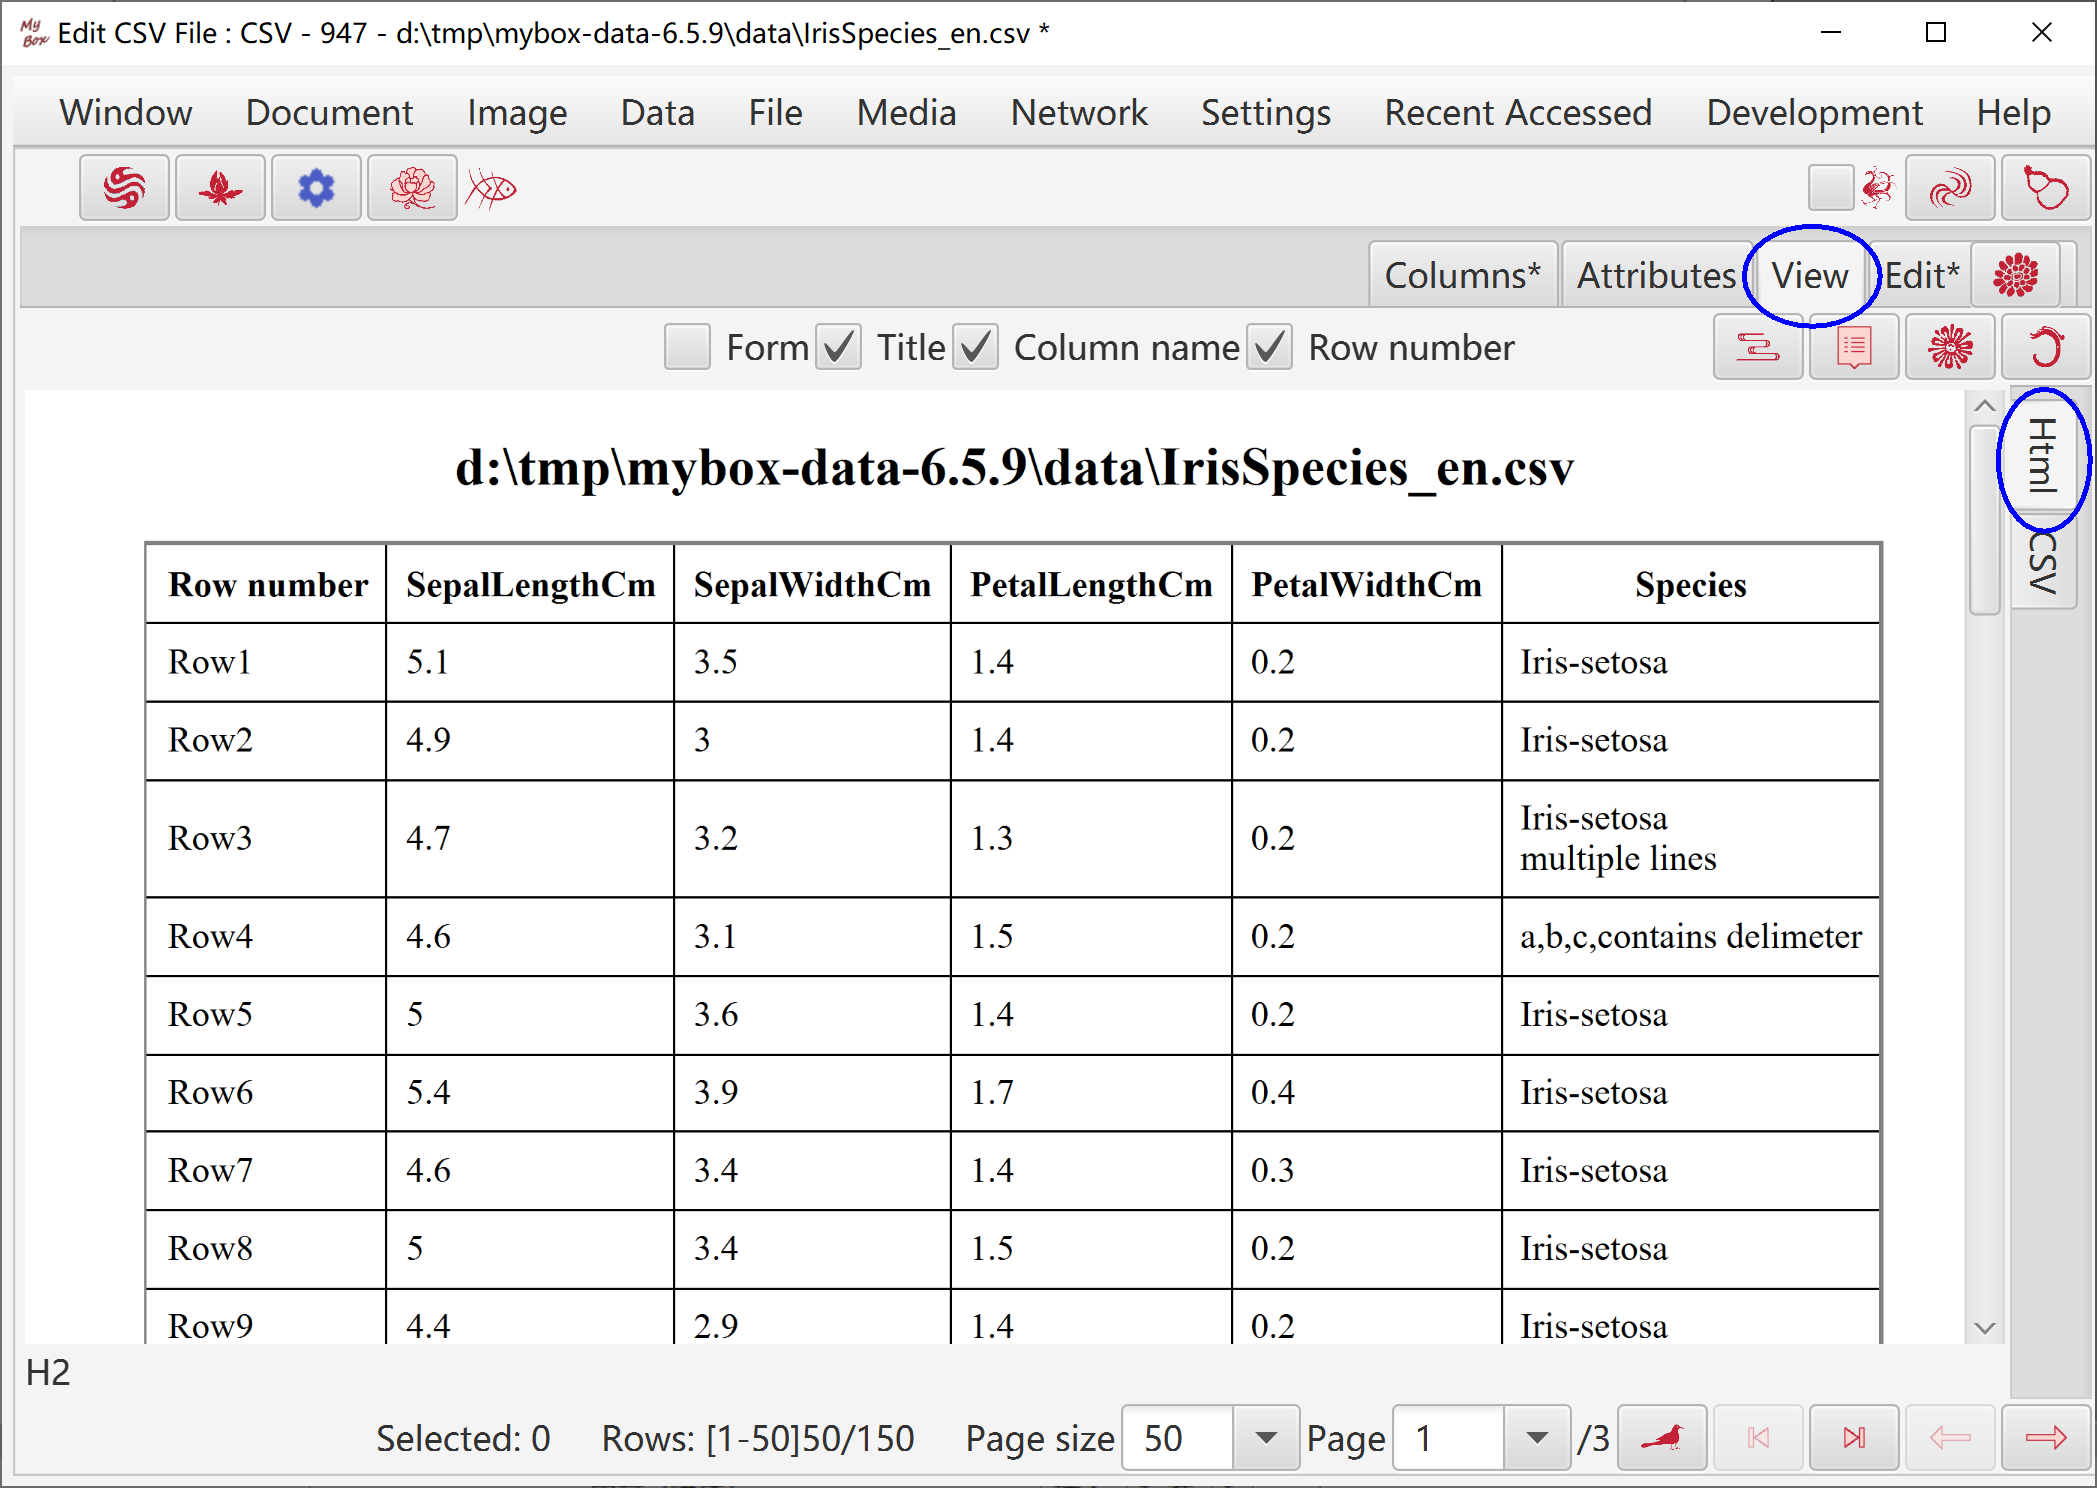 My Box Edit CSV File : CSV - 947 - d:\tmp\mybox-data-6.5.9\data\IrisSpecies_en.csv *
Window Document Image Data File Media Network Settings Recent Accessed Development Help
Columns* Attributes View Edit*
Form Title Column name Row number
Html
CSV
d:\tmp\mybox-data-6.5.9\data\IrisSpecies_en.csv
Row number SepalLengthCm SepalWidthCm PetalLengthCm PetalWidthCm Species
Row1 5.1 3.5 1.4 0.2 Iris-setosa
Row2 4.9 3 1.4 0.2 Iris-setosa
Row3 4.7 3.2 1.3 0.2 Iris-setosa
multiple lines
Row4 4.6 3.1 1.5 0.2 a,b,c,contains delimeter
Row5 5 3.6 1.4 0.2 Iris-setosa
Row6 5.4 3.9 1.7 0.4 Iris-setosa
Row7 4.6 3.4 1.4 0.3 Iris-setosa
Row8 5 3.4 1.5 0.2 Iris-setosa
Row9 4.4 2.9 1.4 0.2 Iris-setosa
H2
Selected: 0 Rows: [1-50]50/150 Page size 50 Page 1 /3